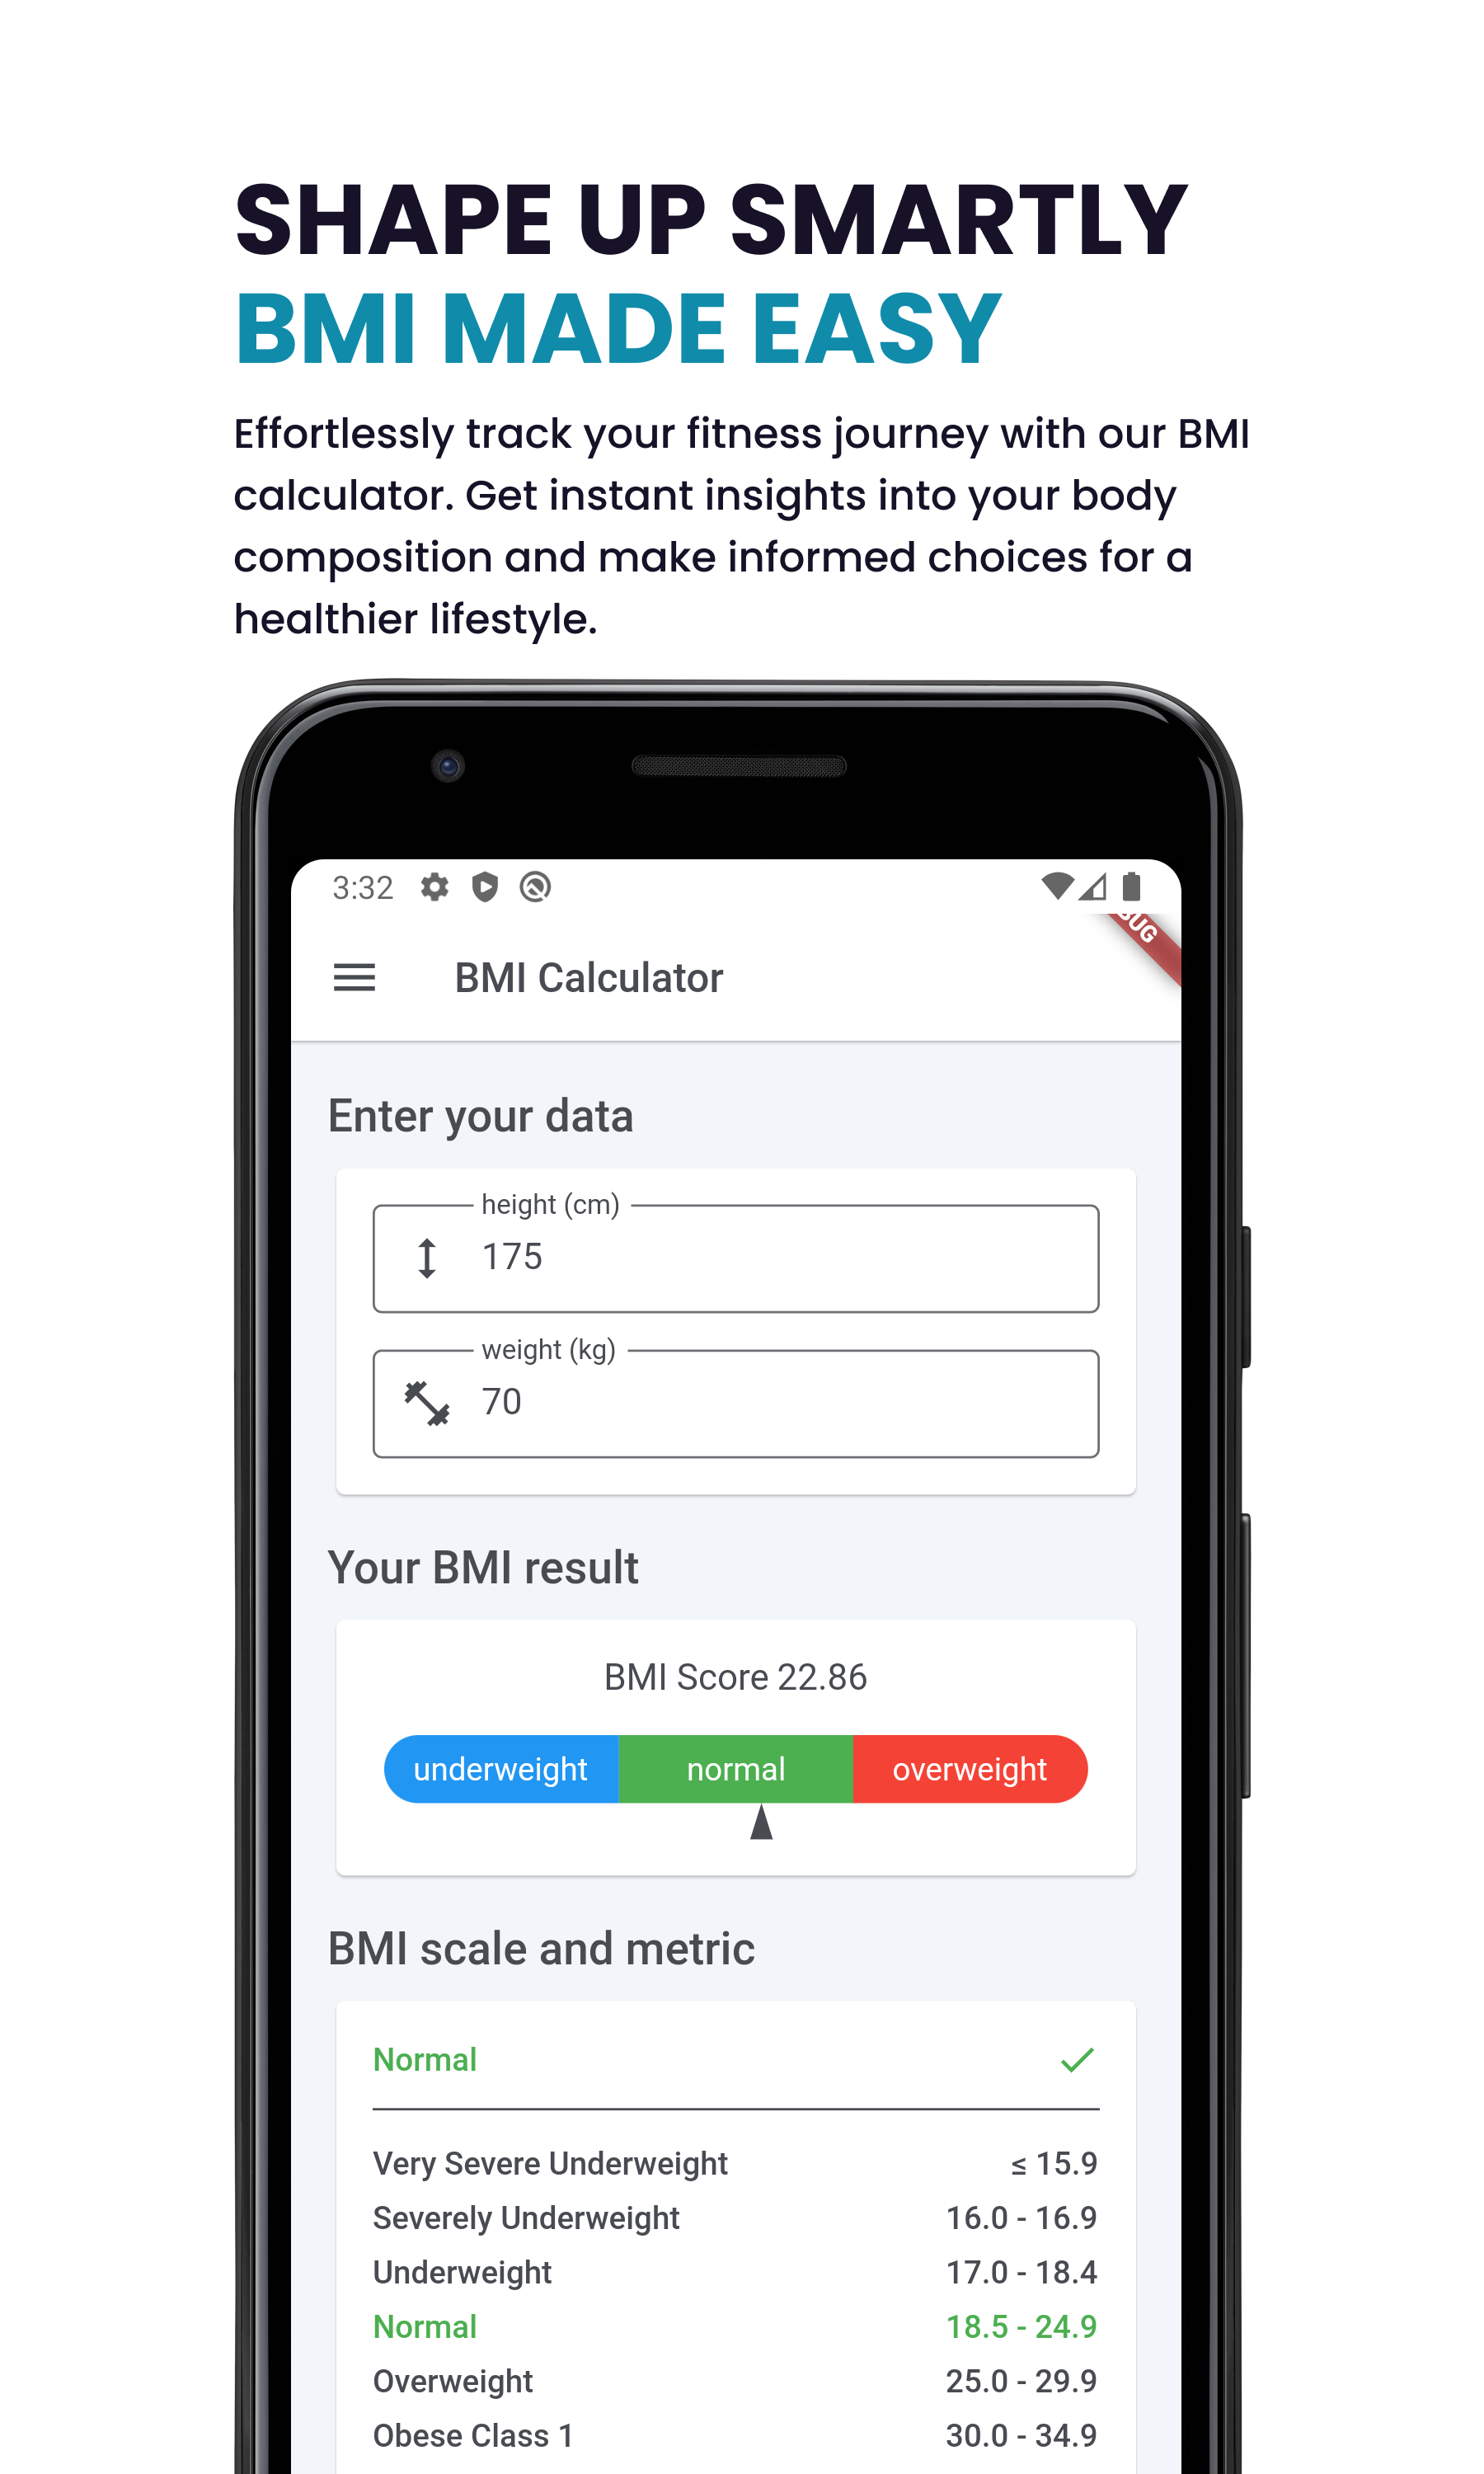 SHAPE UP SMARTLY
BMI MADE EASY
Effortlessly track your fitness journey with our BMI
calculator. Get instant insights into your body
composition and make informed choices for a
healthier lifestyle.
3:32
BMI Calculator
Enter your data
height (cm)
175
weight (kg)
70
Your BMI result
BMI Score 22.86
underweight normal overweight
BMI scale and metric
Normal
Very Severe Underweight ≤ 15.9
Severely Underweight 16.0 - 16.9
Underweight 17.0 - 18.4
Normal 18.5 - 24.9
Overweight 25.0 - 29.9
Obese Class 1 30.0 - 34.9